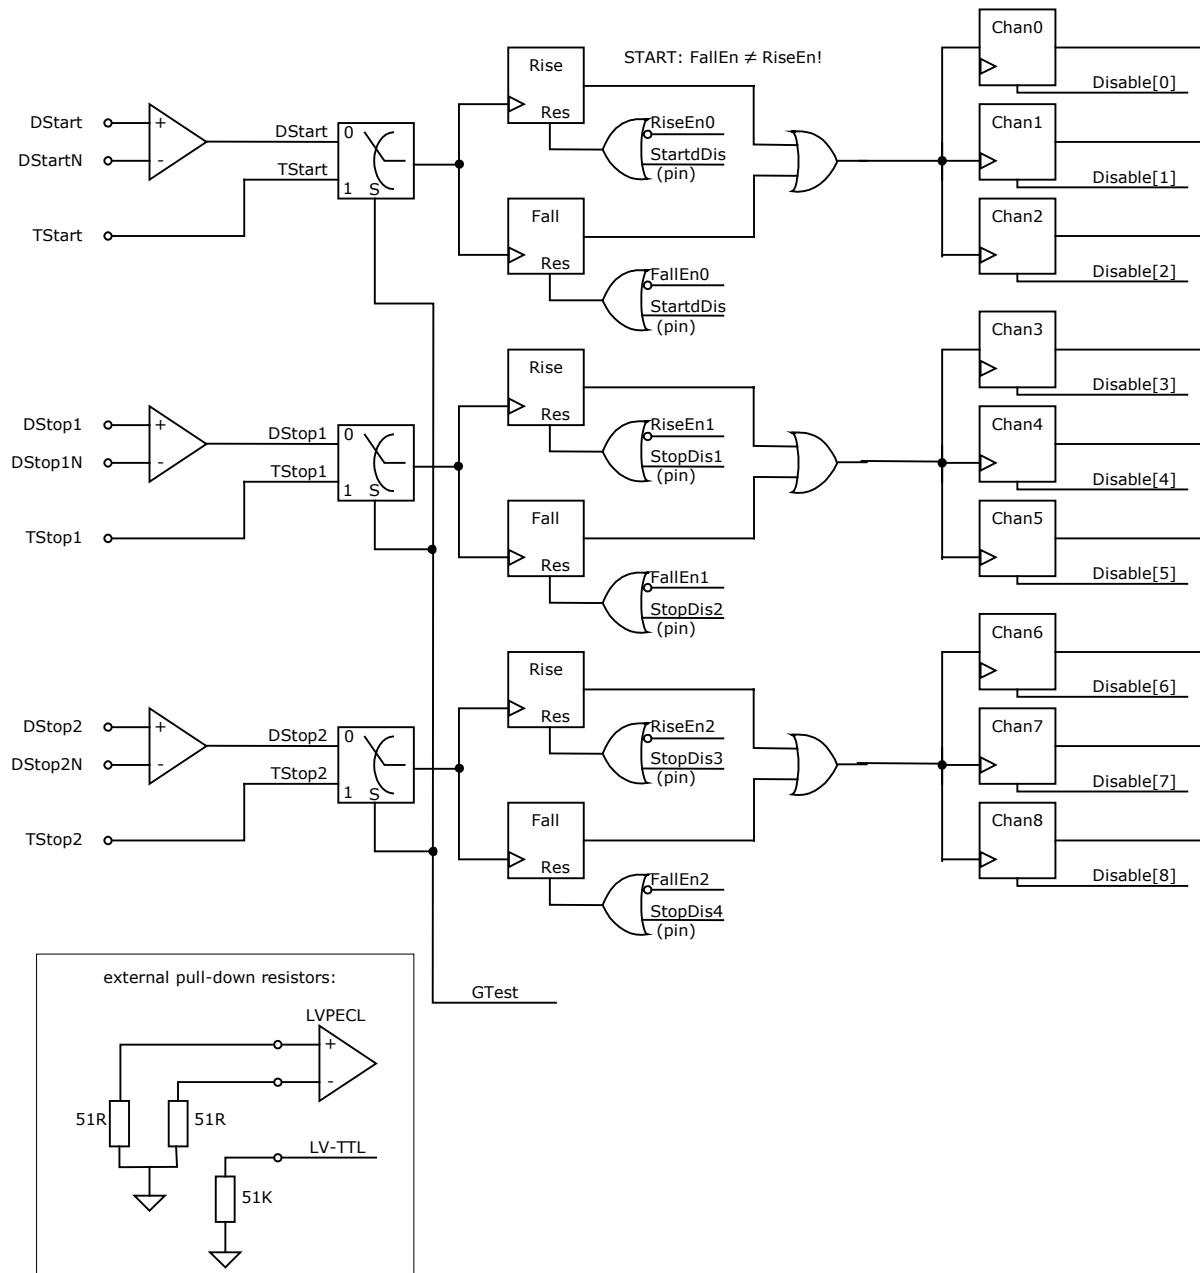 START: FallEn ≠ RiseEn!
DStart
DStartN
TStart
+
-
DStart
TStart
0
1
S
Rise
Res
RiseEn0
StartdDis
(pin)
Fall
Res
FallEn0
StartdDis
(pin)
Chan0
Disable[0]
Chan1
Disable[1]
Chan2
Disable[2]
DStop1
DStop1N
TStop1
+
-
DStop1
TStop1
0
1
S
Rise
Res
RiseEn1
StopDis1
(pin)
Fall
Res
FallEn1
StopDis2
(pin)
Chan3
Disable[3]
Chan4
Disable[4]
Chan5
Disable[5]
DStop2
DStop2N
TStop2
+
-
DStop2
TStop2
0
1
S
Rise
Res
RiseEn2
StopDis3
(pin)
Fall
Res
FallEn2
StopDis4
(pin)
Chan6
Disable[6]
Chan7
Disable[7]
Chan8
Disable[8]
GTest
external pull-down resistors:
LVPECL
+
-
51R
51R
LV-TTL
51K